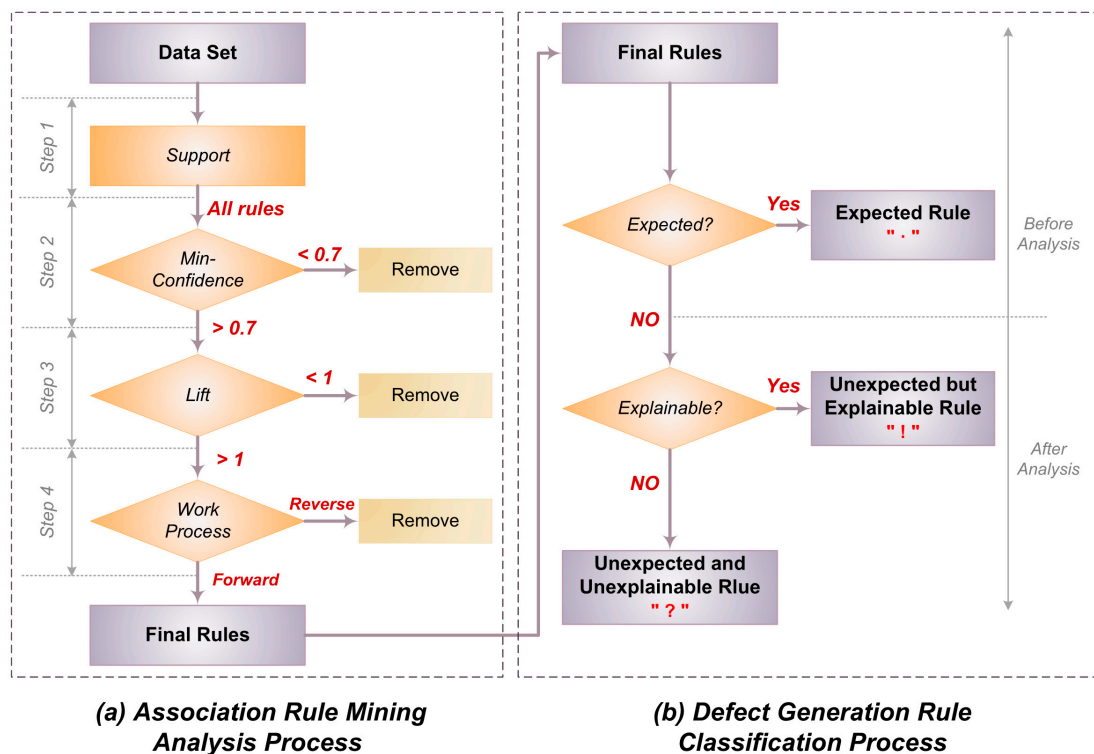 Data Set
Step 1
Support
All rules
Step 2
Min-
Confidence
< 0.7
Remove
> 0.7
Step 3
Lift
< 1
Remove
> 1
Step 4
Work
Process
Reverse
Remove
Forward
Final Rules
(a) Association Rule Mining
Analysis Process
Final Rules
Expected?
Yes
Expected Rule
" . "
Before
Analysis
NO
Explainable?
Yes
Unexpected but
Explainable Rule
" ! "
After
Analysis
NO
Unexpected and
Unexplainable Rlue
" ? "
(b) Defect Generation Rule
Classification Process